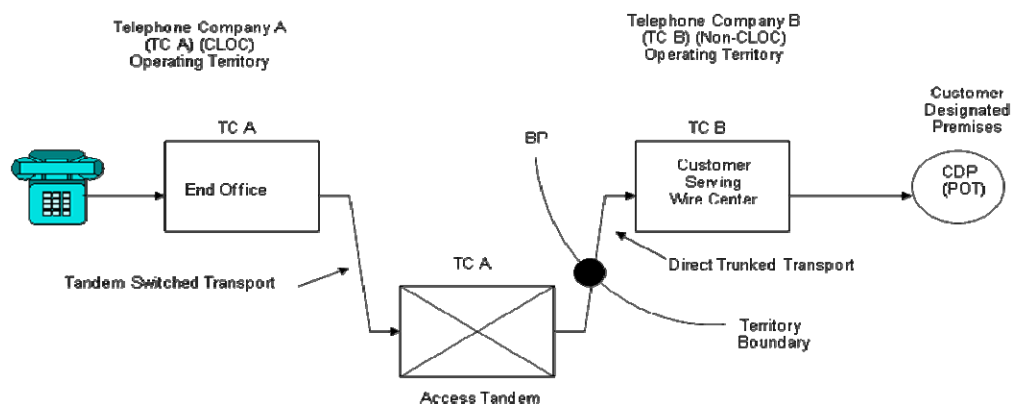 Telephone Company A
(TC A) (CLOC)
Operating Territory
Telephone Company B
(TC B) (Non-CLOC)
Operating Territory
Customer
Designated
Premises
TC A
BP
TC B
End Office
Customer
Serving
Wire Center
CDP
(POT)
Tandem Switched Transport
TC A
Direct Trunked Transport
Territory
Boundary
Access Tandem